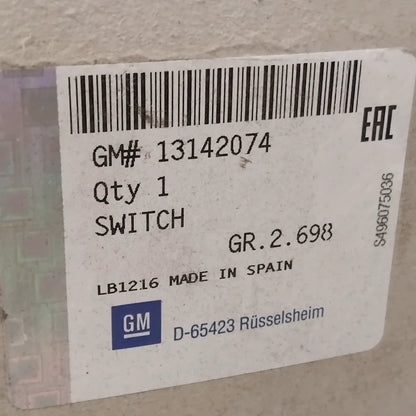 GM# 13142074
EAC
Qty 1
SWITCH
GR.2.698
S496075036
LB1216 MADE IN SPAIN
GM
D-65423 Rüsselsheim